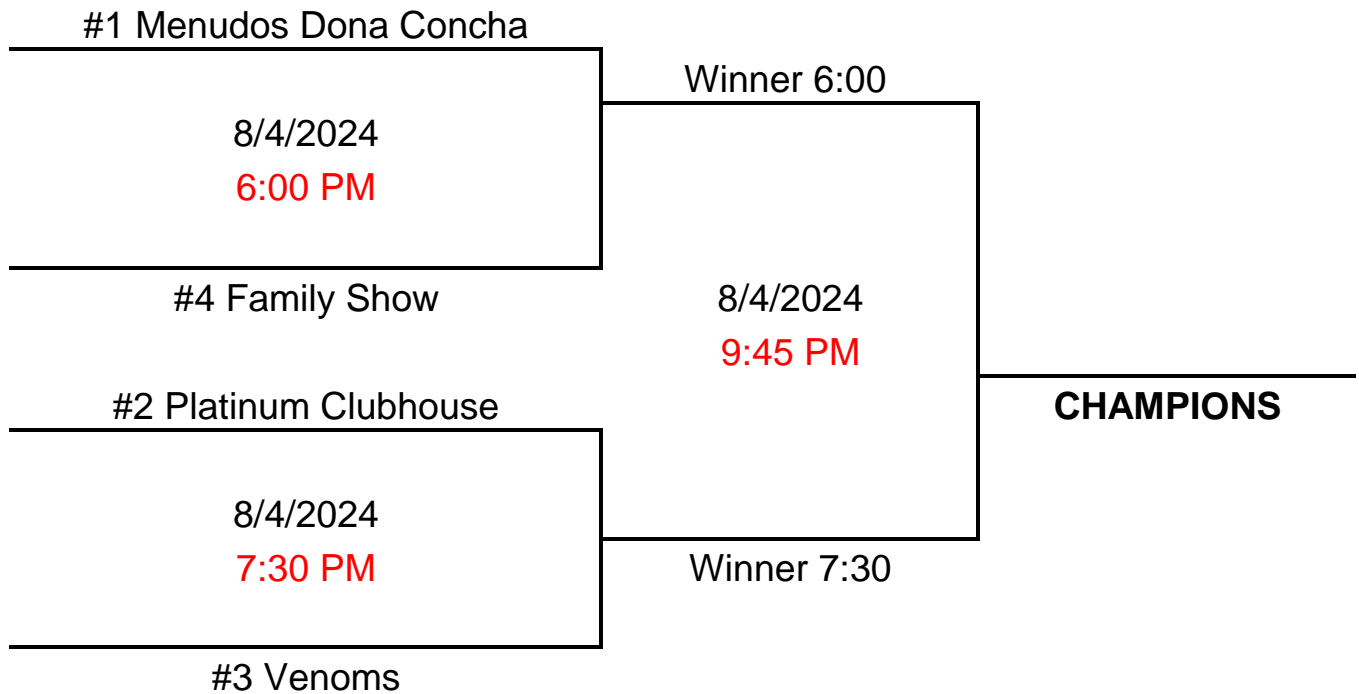 #1 Menudos Dona Concha
Winner 6:00
8/4/2024
6:00 PM
#4 Family Show
8/4/2024
9:45 PM
#2 Platinum Clubhouse
CHAMPIONS
8/4/2024
7:30 PM
Winner 7:30
#3 Venoms